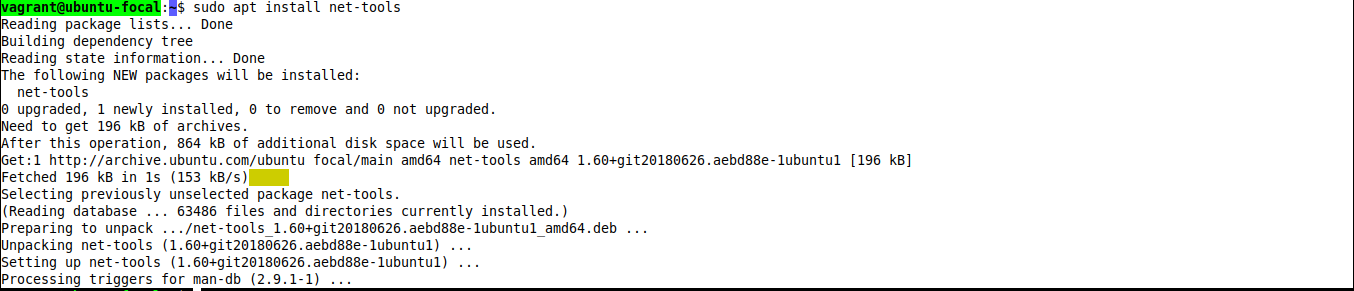 vagrant@ubuntu-focal:~$ sudo apt install net-tools
Reading package lists... Done
Building dependency tree
Reading state information... Done
The following NEW packages will be installed:
  net-tools
0 upgraded, 1 newly installed, 0 to remove and 0 not upgraded.
Need to get 196 kB of archives.
After this operation, 864 kB of additional disk space will be used.
Get:1 http://archive.ubuntu.com/ubuntu focal/main amd64 net-tools amd64 1.60+git20180626.aebd88e-1ubuntu1 [196 kB]
Fetched 196 kB in 1s (153 kB/s)
Selecting previously unselected package net-tools.
(Reading database ... 63486 files and directories currently installed.)
Preparing to unpack .../net-tools_1.60+git20180626.aebd88e-1ubuntu1_amd64.deb ...
Unpacking net-tools (1.60+git20180626.aebd88e-1ubuntu1) ...
Setting up net-tools (1.60+git20180626.aebd88e-1ubuntu1) ...
Processing triggers for man-db (2.9.1-1) ...